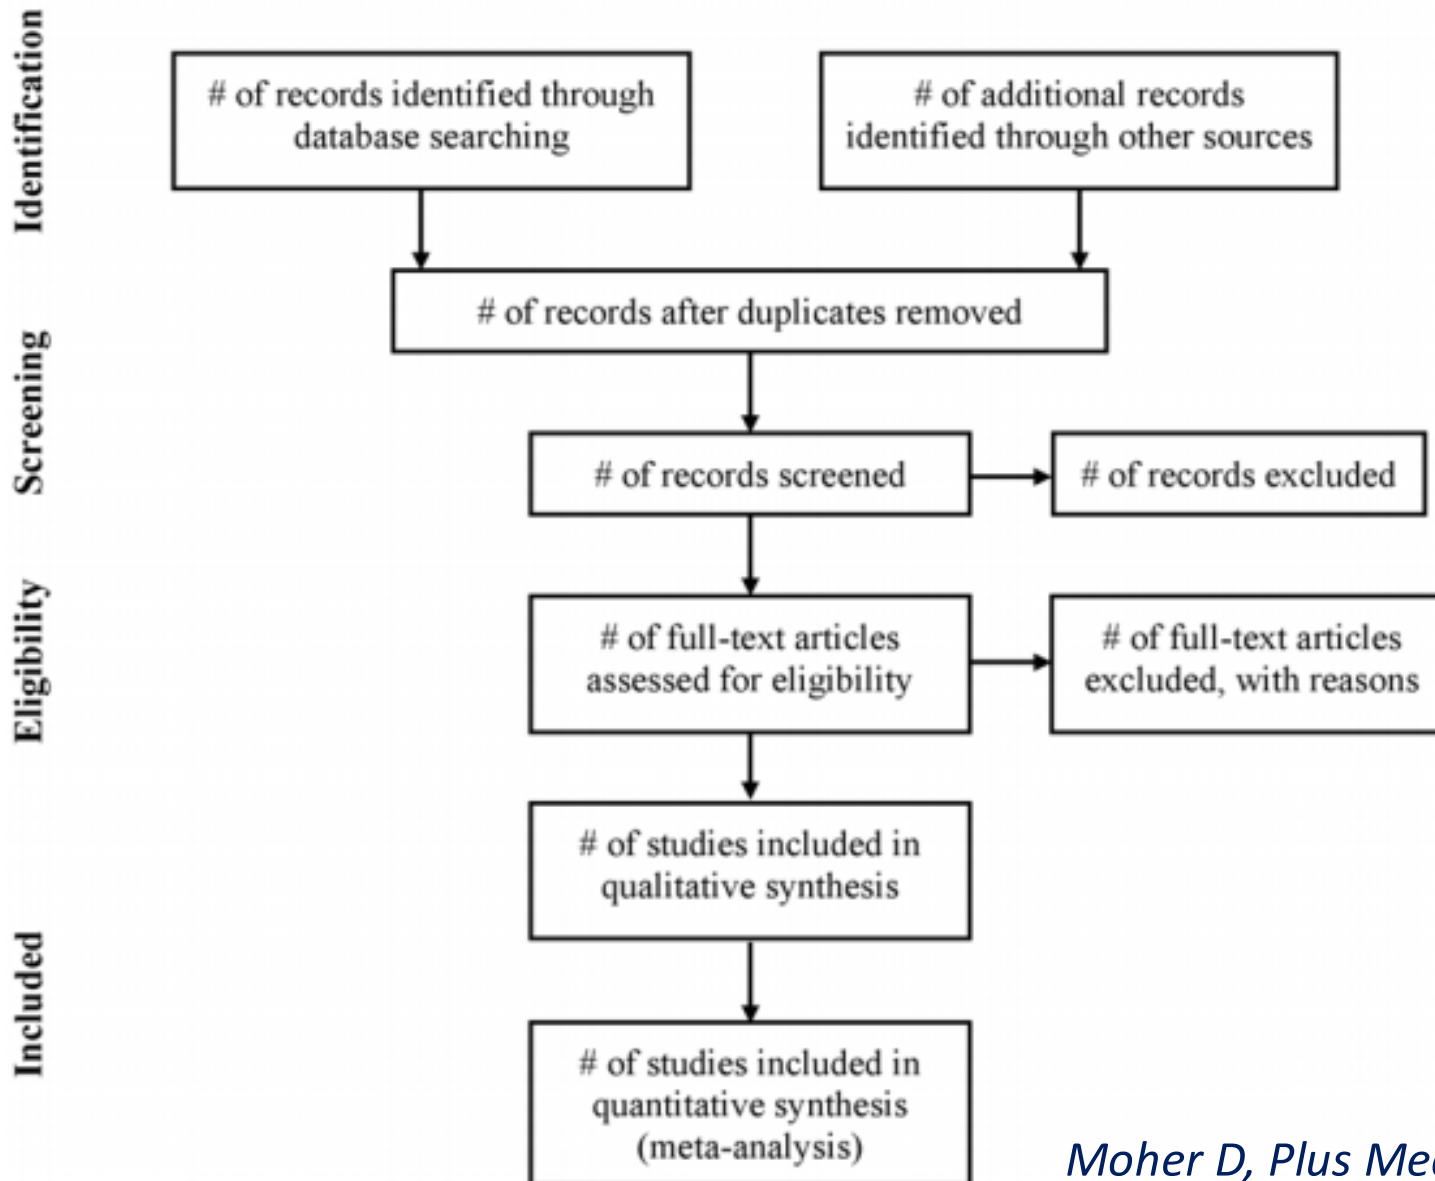 Identification
# of records identified through
database searching
# of additional records
identified through other sources
# of records after duplicates removed
Screening
# of records screened
# of records excluded
Eligibility
# of full-text articles
assessed for eligibility
# of full-text articles
excluded, with reasons
# of studies included in
qualitative synthesis
Included
# of studies included in
quantitative synthesis
(meta-analysis)
Moher D, Plus Med